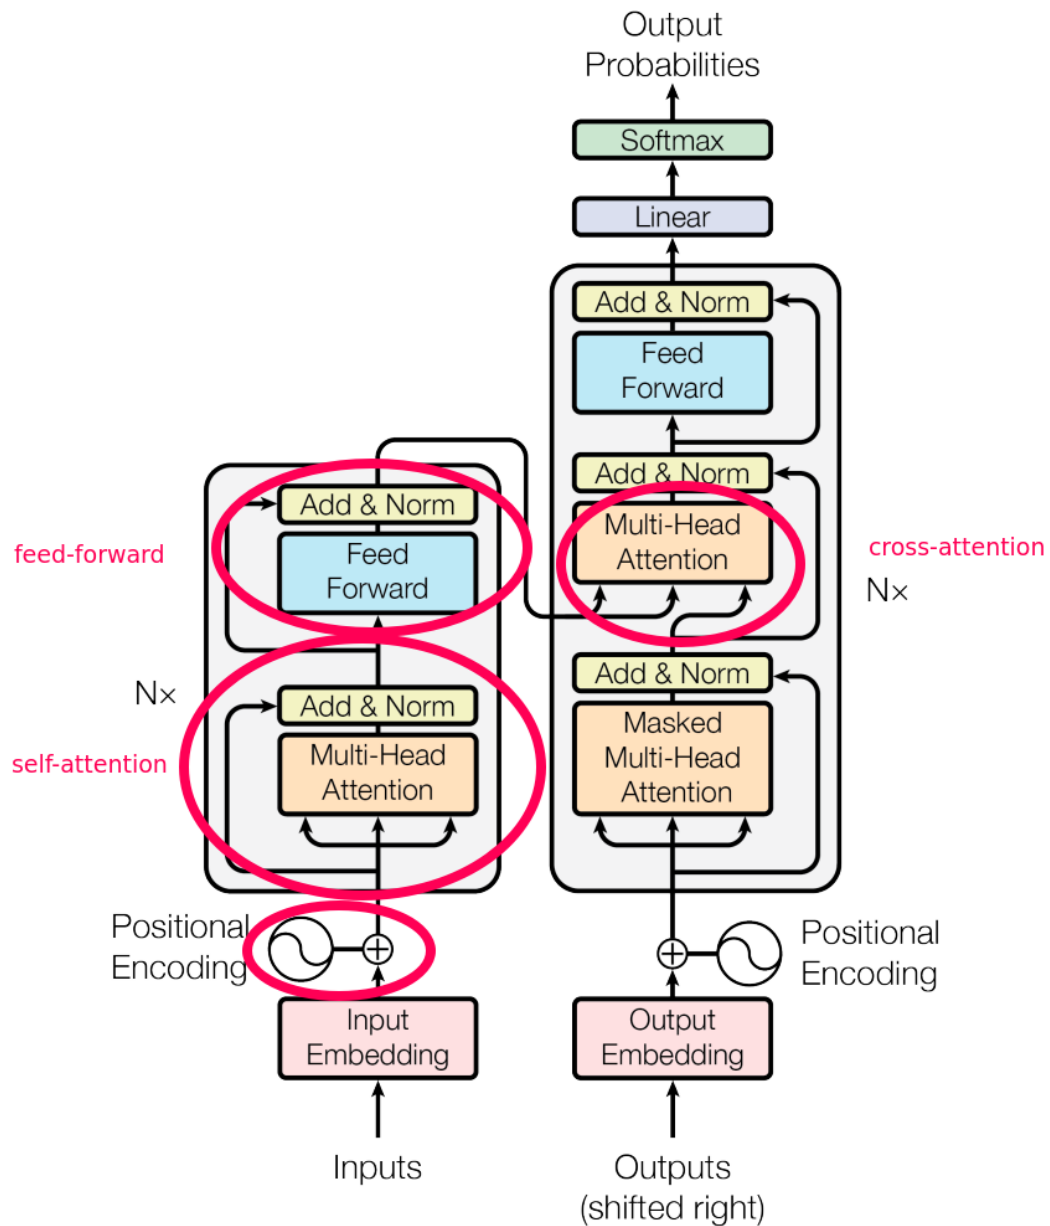 Output
Probabilities
Softmax
Linear
Add & Norm
Feed
Forward
Add & Norm
Multi-Head
Attention
cross-attention
N×
Add & Norm
Masked
Multi-Head
Attention
Positional
Encoding
Output
Embedding
Outputs
(shifted right)
Add & Norm
feed-forward
Feed
Forward
N×
Add & Norm
self-attention
Multi-Head
Attention
Positional
Encoding
Input
Embedding
Inputs